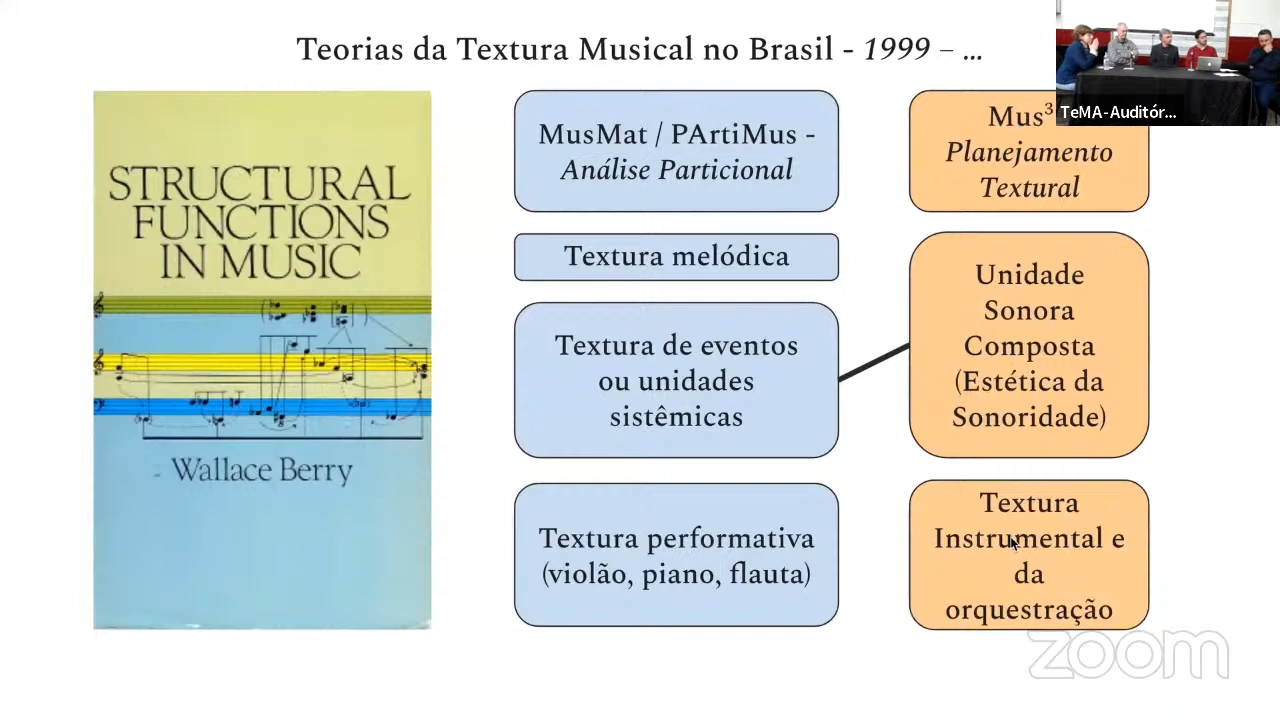 Teorias da Textura Musical no Brasil - 1999 – ...
TeMA-Auditór...
STRUCTURAL
FUNCTIONS
IN MUSIC
- Wallace Berry
MusMat / PArtiMus -
Análise Particional
Textura melódica
Textura de eventos
ou unidades
sistêmicas
Textura performativa
(violão, piano, flauta)
Mus³
Planejamento
Textural
Unidade
Sonora
Composta
(Estética da
Sonoridade)
Textura
Instrumental e
da
orquestração
zoom